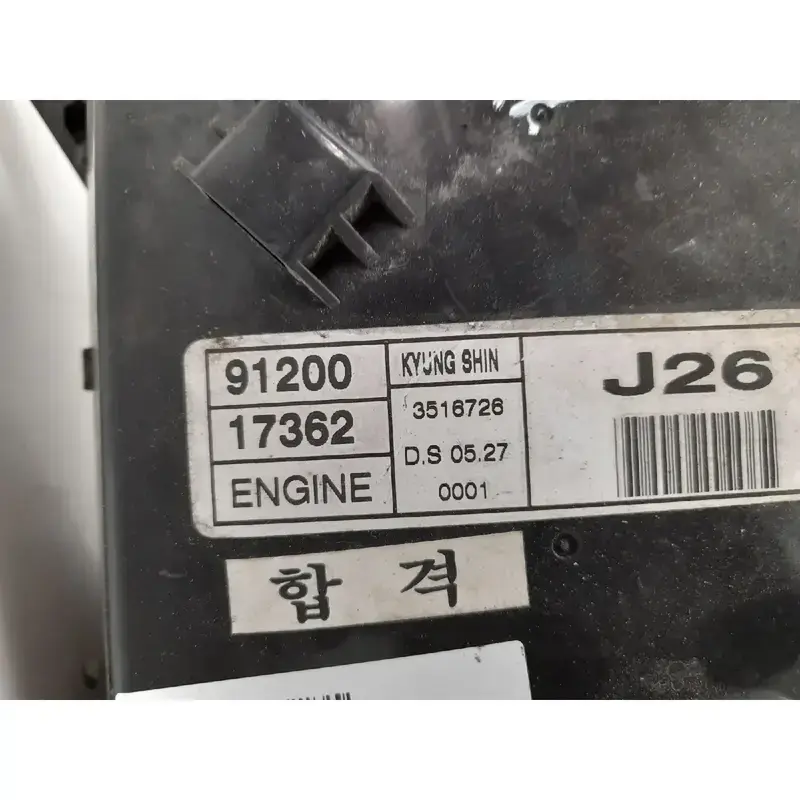 91200
17362
ENGINE
KYUNG SHIN
3516726
D.S 05.27
0001
J26
합격